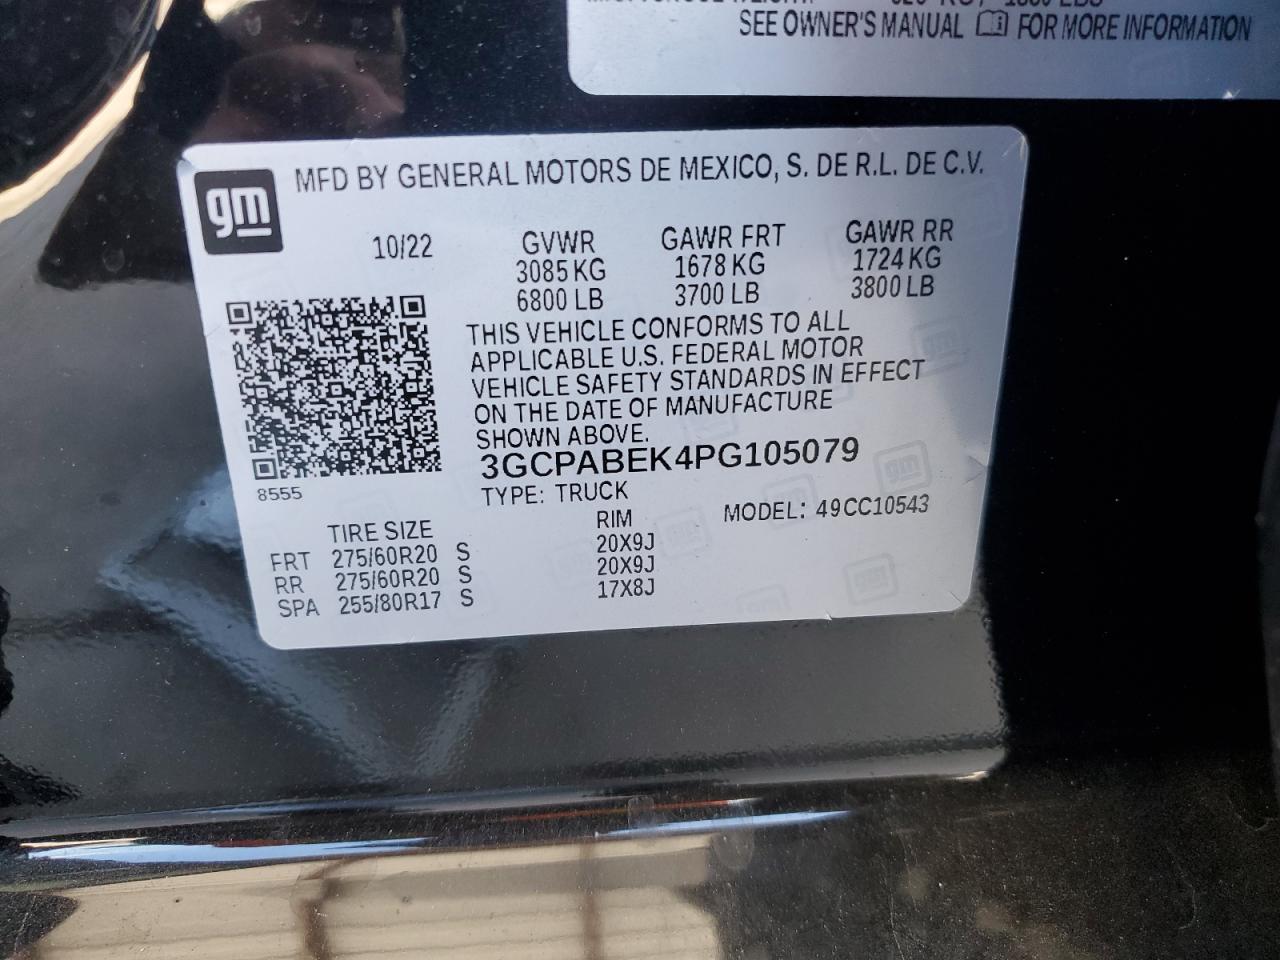 SEE OWNER'S MANUAL FOR MORE INFORMATION
gm
MFD BY GENERAL MOTORS DE MEXICO, S. DE R.L. DE C.V.
10/22 GVWR GAWR FRT GAWR RR
3085 KG 1678 KG 1724 KG
6800 LB 3700 LB 3800 LB
THIS VEHICLE CONFORMS TO ALL
APPLICABLE U.S. FEDERAL MOTOR
VEHICLE SAFETY STANDARDS IN EFFECT
ON THE DATE OF MANUFACTURE
SHOWN ABOVE.
3GCPABEK4PG105079
8555
TYPE: TRUCK
MODEL: 49CC10543
TIRE SIZE RIM
FRT 275/60R20 S 20X9J
RR 275/60R20 S 20X9J
SPA 255/80R17 S 17X8J